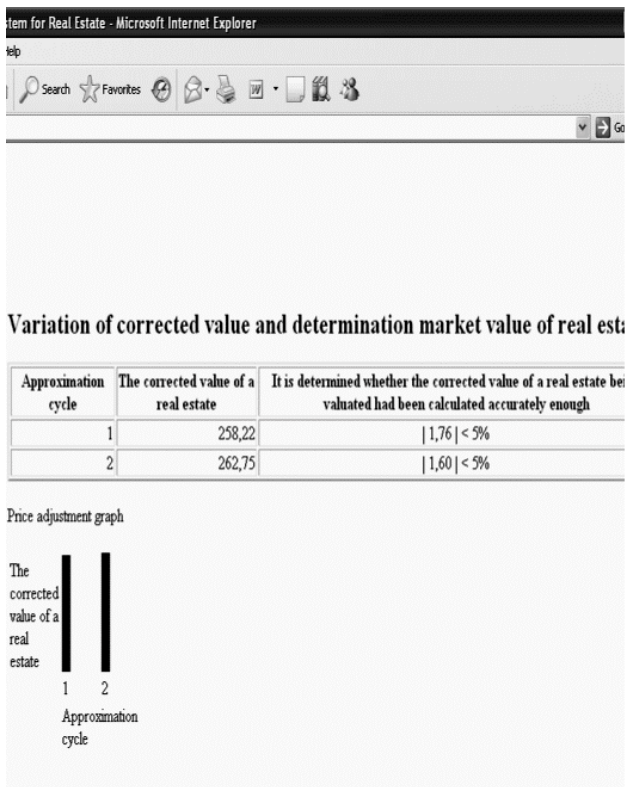 stem for Real Estate - Microsoft Internet Explorer
Help
Search Favorites
Go
Variation of corrected value and determination market value of real esta
Approximation cycle The corrected value of a real estate It is determined whether the corrected value of a real estate bei valuated had been calculated accurately enough
1 258,22 | 1,76 | < 5%
2 262,75 | 1,60 | < 5%
Price adjustment graph
The
corrected
value of a
real
estate
1 2
Approximation
cycle